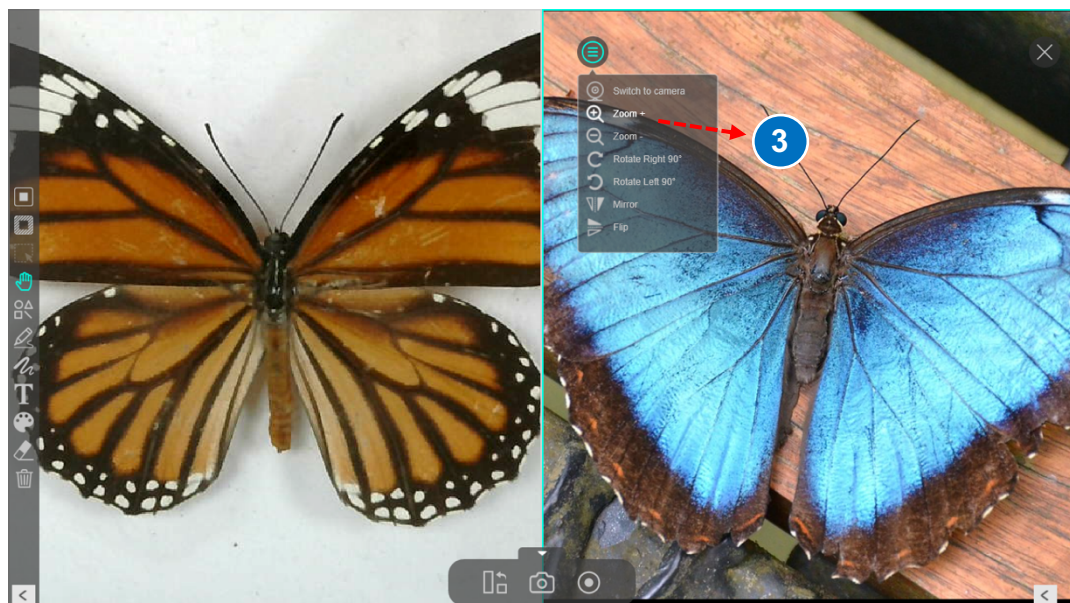 Switch to camera
Zoom +
3
Zoom -
Rotate Right 90°
Rotate Left 90°
Mirror
Flip
T